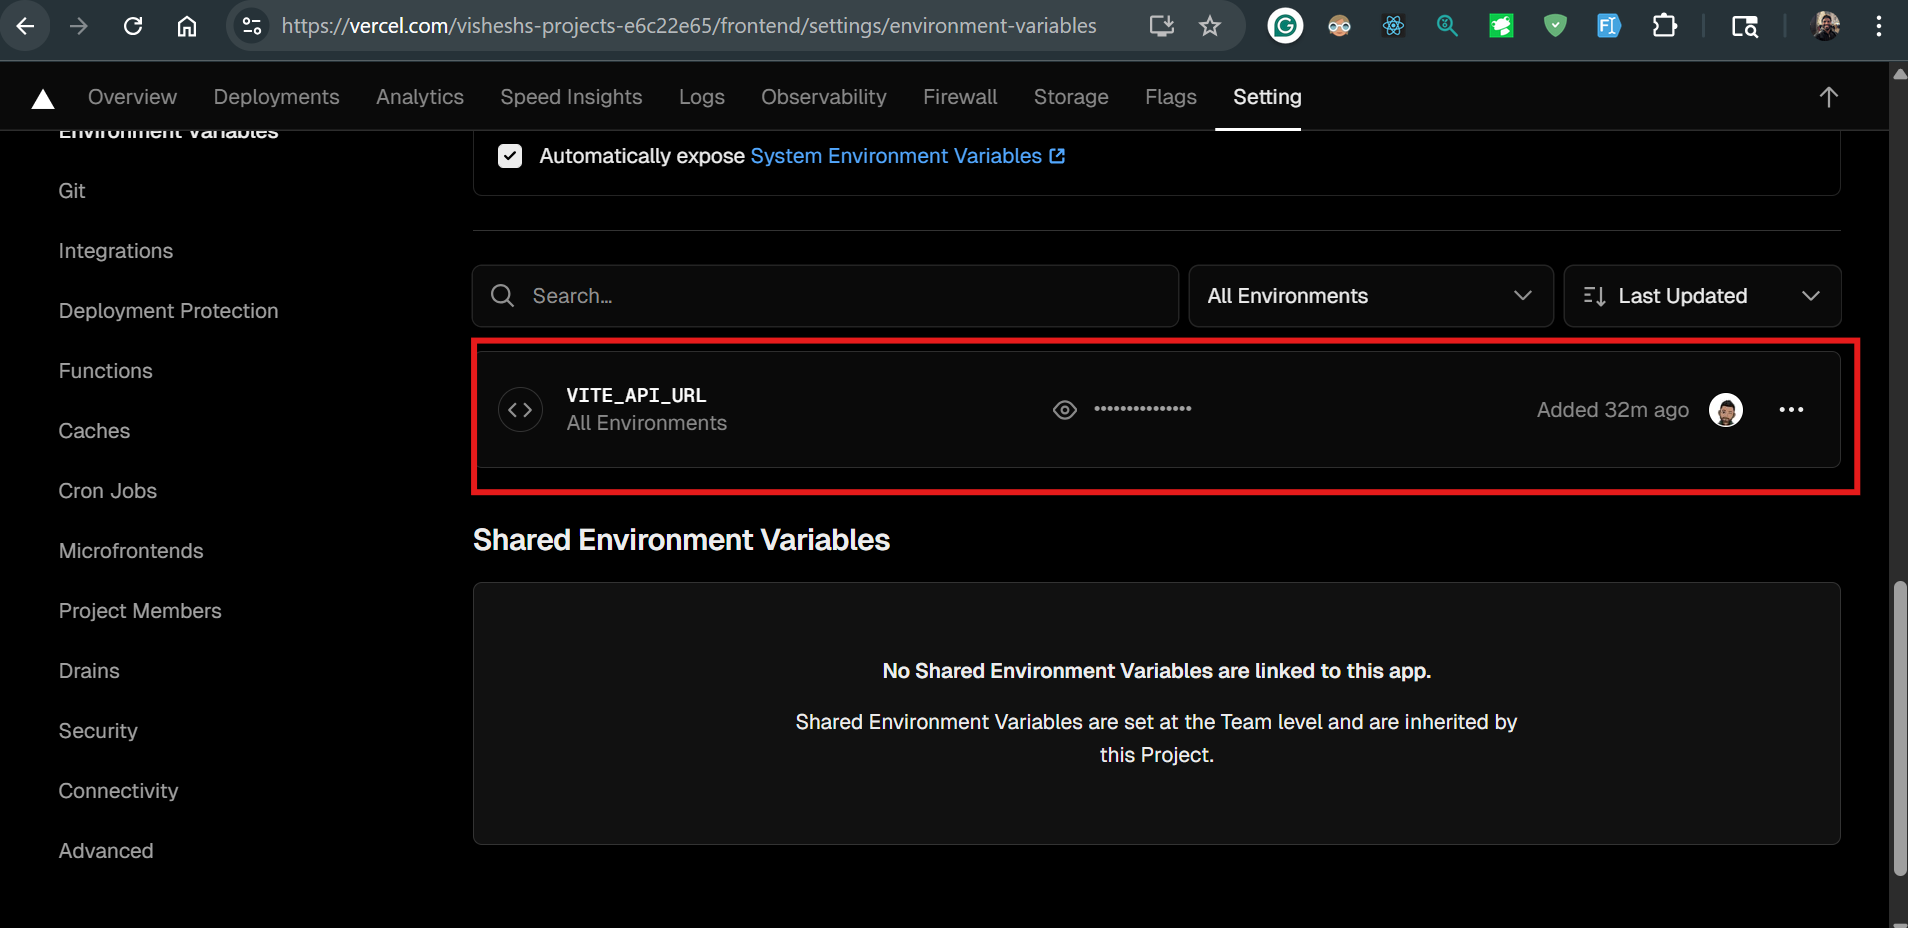 https://vercel.com/visheshs-projects-e6c22e65/frontend/settings/environment-variables
Overview
Deployments
Analytics
Speed Insights
Logs
Observability
Firewall
Storage
Flags
Setting
Environment Variables
Git
Integrations
Deployment Protection
Functions
Caches
Cron Jobs
Microfrontends
Project Members
Drains
Security
Connectivity
Advanced
Automatically expose System Environment Variables
Search...
All Environments
Last Updated
VITE_API_URL
All Environments
•••••••••••••••
Added 32m ago
Shared Environment Variables
No Shared Environment Variables are linked to this app.
Shared Environment Variables are set at the Team level and are inherited by
this Project.